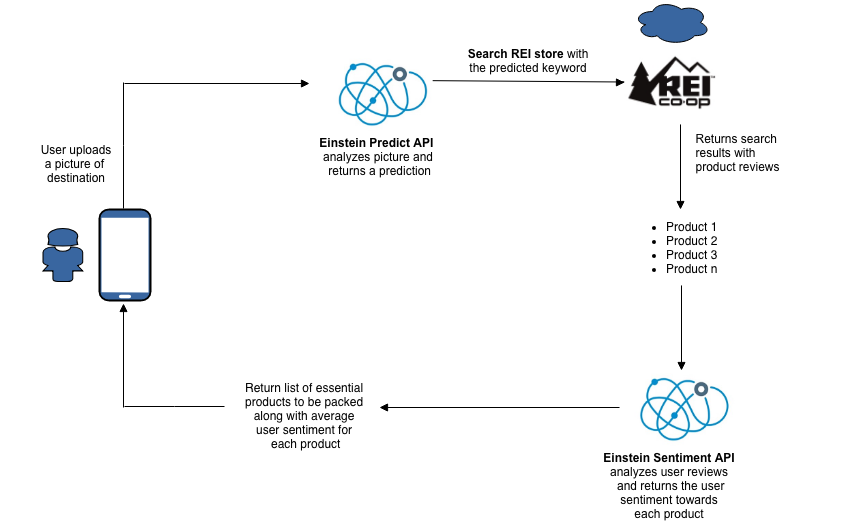 User uploads
a picture of
destination
Einstein Predict API
analyzes picture and
returns a prediction
Search REI store with
the predicted keyword
REI
co·op
Returns search
results with
product reviews
• Product 1
• Product 2
• Product 3
• Product n
Einstein Sentiment API
analyzes user reviews
and returns the user
sentiment towards
each product
Return list of essential
products to be packed
along with average
user sentiment for
each product